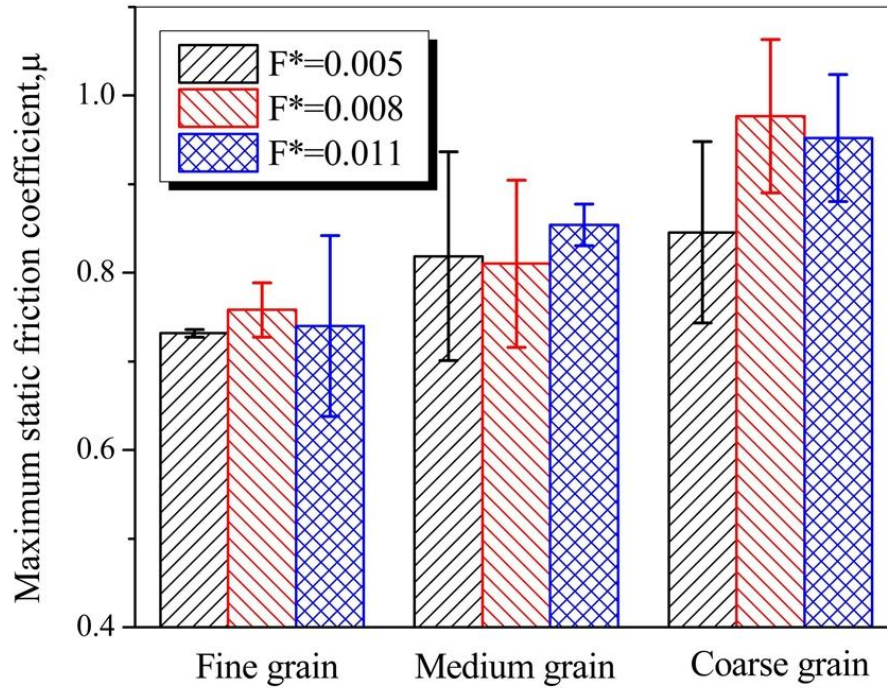 Maximum static friction coefficient,μ
F*=0.005
F*=0.008
F*=0.011
1.0
0.8
0.6
0.4
Fine grain Medium grain Coarse grain